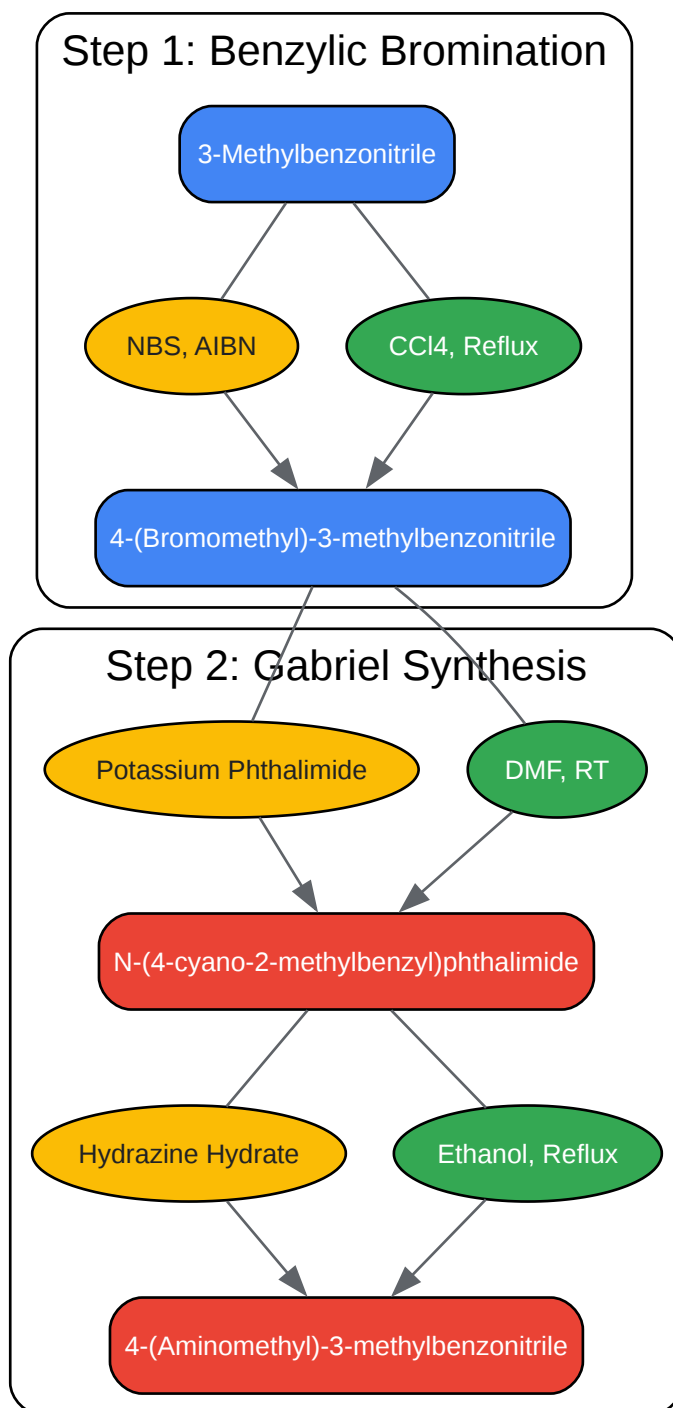 Step 1: Benzylic Bromination
3-Methylbenzonitrile
NBS, AIBN
CCl4, Reflux
4-(Bromomethyl)-3-methylbenzonitrile
Step 2: Gabriel Synthesis
Potassium Phthalimide
DMF, RT
N-(4-cyano-2-methylbenzyl)phthalimide
Hydrazine Hydrate
Ethanol, Reflux
4-(Aminomethyl)-3-methylbenzonitrile